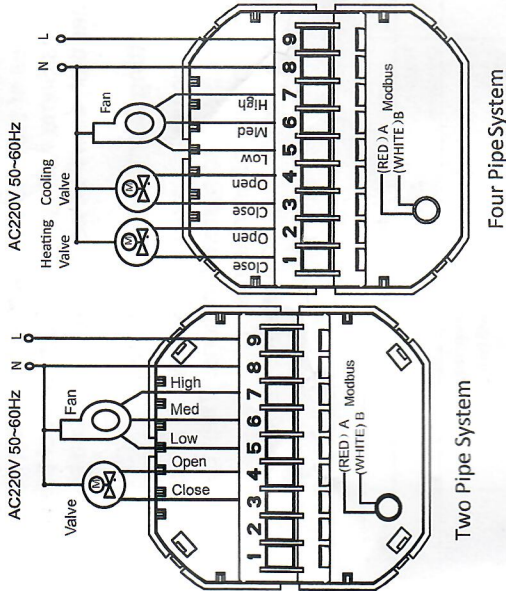 AC220V 50~60Hz
N L
Fan
Valve
M
Close
Open
Low
Med
High
1 2 3 4 5 6 7 8 9
(RED) A
(WHITE) B
Modbus
Two Pipe System
AC220V 50~60Hz
N L
Fan
Heating Valve
Cooling Valve
M M
Close
Open
Close
Open
Low
Med
High
1 2 3 4 5 6 7 8 9
(RED) A
(WHITE) B
Modbus
Four PipeSystem